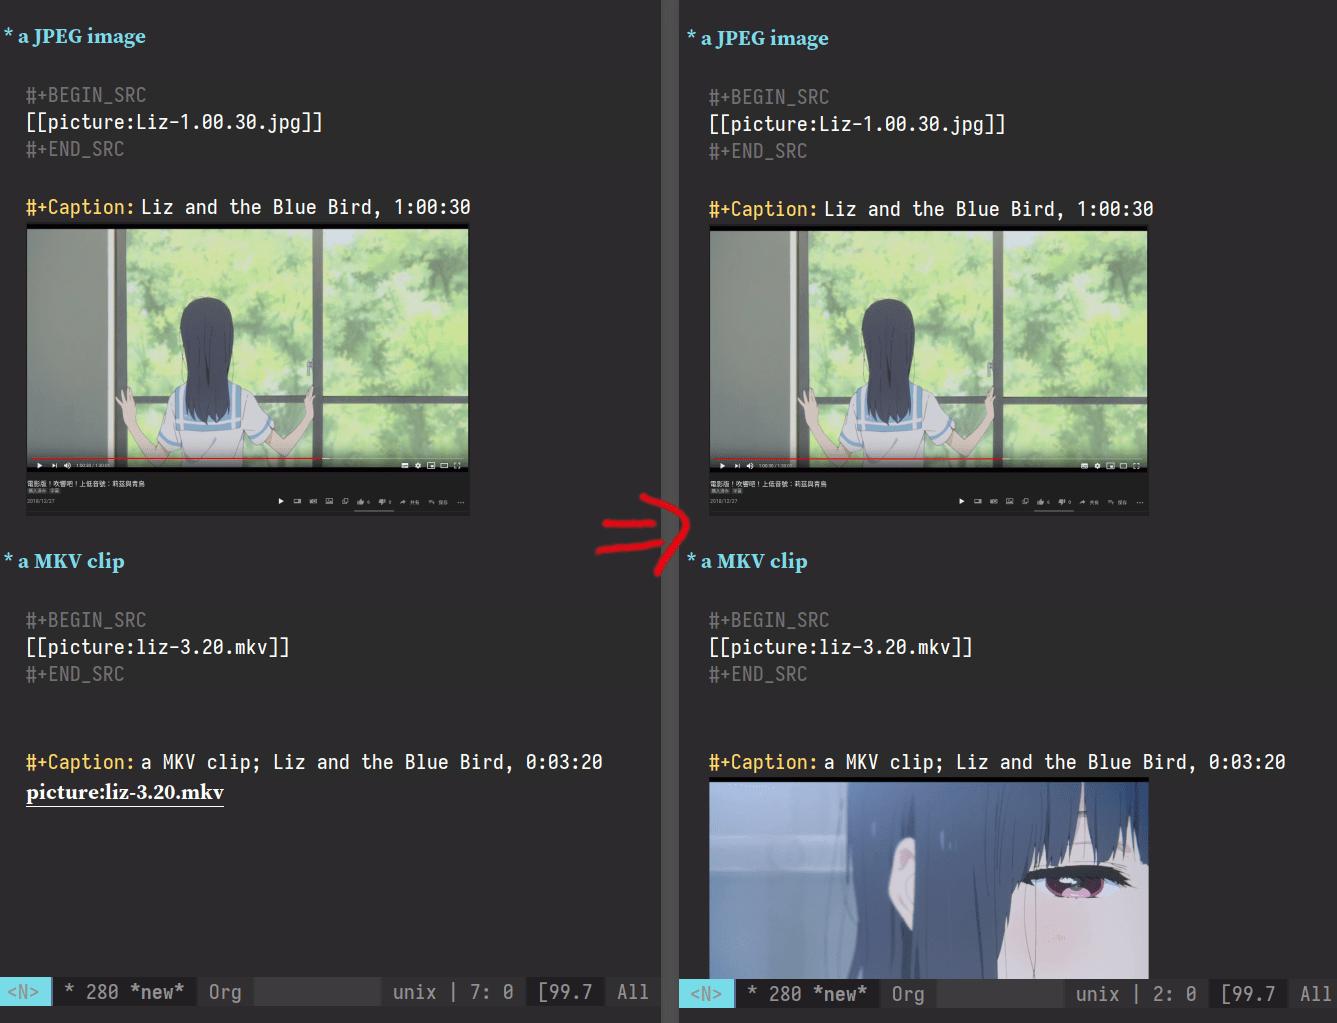 * a JPEG image
#+BEGIN_SRC
[[picture:Liz-1.00.30.jpg]]
#+END_SRC
#+Caption: Liz and the Blue Bird, 1:00:30
電影版！吹響吧！上低音號：莉茲與青鳥
2018/12/27
* a MKV clip
#+BEGIN_SRC
[[picture:liz-3.20.mkv]]
#+END_SRC
#+Caption: a MKV clip; Liz and the Blue Bird, 0:03:20
picture:liz-3.20.mkv
<N> * 280 *new* Org unix | 7: 0 [99.7 All
* a JPEG image
#+BEGIN_SRC
[[picture:Liz-1.00.30.jpg]]
#+END_SRC
#+Caption: Liz and the Blue Bird, 1:00:30
電影版！吹響吧！上低音號：莉茲與青鳥
2018/12/27
* a MKV clip
#+BEGIN_SRC
[[picture:liz-3.20.mkv]]
#+END_SRC
#+Caption: a MKV clip; Liz and the Blue Bird, 0:03:20
<N> * 280 *new* Org unix | 2: 0 [99.7 All